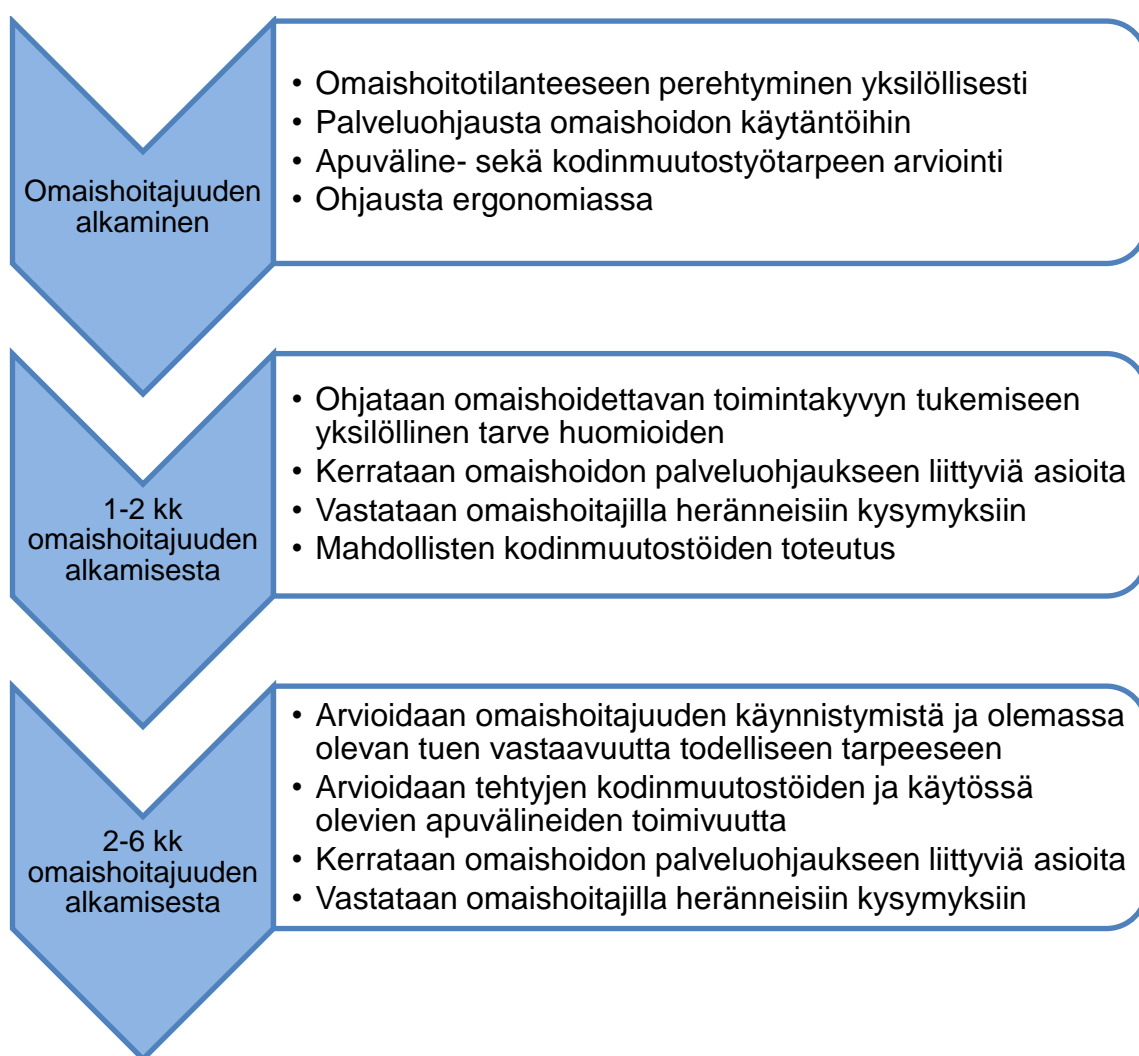 Omaishoitajuuden
alkaminen
• Omaishoitotilanteeseen perehtyminen yksilöllisesti
• Palveluohjausta omaishoidon käytäntöihin
• Apuväline- sekä kodinmuutostyötarpeen arviointi
• Ohjausta ergonomiassa
1-2 kk
omaishoitajuuden
alkamisesta
• Ohjataan omaishoidettavan toimintakyvyn tukemiseen
yksilöllinen tarve huomioiden
• Kerrataan omaishoidon palveluohjaukseen liittyviä asioita
• Vastataan omaishoitajilla heränneisiin kysymyksiin
• Mahdollisten kodinmuutostöiden toteutus
2-6 kk
omaishoitajuuden
alkamisesta
• Arvioidaan omaishoitajuuden käynnistymistä ja olemassa
olevan tuen vastaavuutta todelliseen tarpeeseen
• Arvioidaan tehtyjen kodinmuutostöiden ja käytössä
olevien apuvälineiden toimivuutta
• Kerrataan omaishoidon palveluohjaukseen liittyviä asioita
• Vastataan omaishoitajilla heränneisiin kysymyksiin